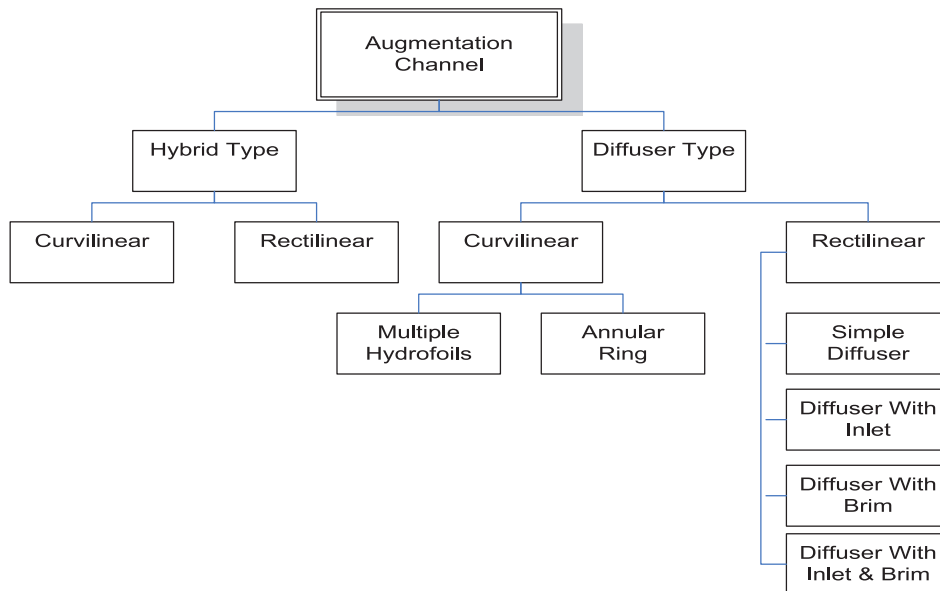 Augmentation
Channel
Hybrid Type
Diffuser Type
Curvilinear
Rectilinear
Curvilinear
Rectilinear
Multiple
Hydrofoils
Annular
Ring
Simple
Diffuser
Diffuser With
Inlet
Diffuser With
Brim
Diffuser With
Inlet & Brim